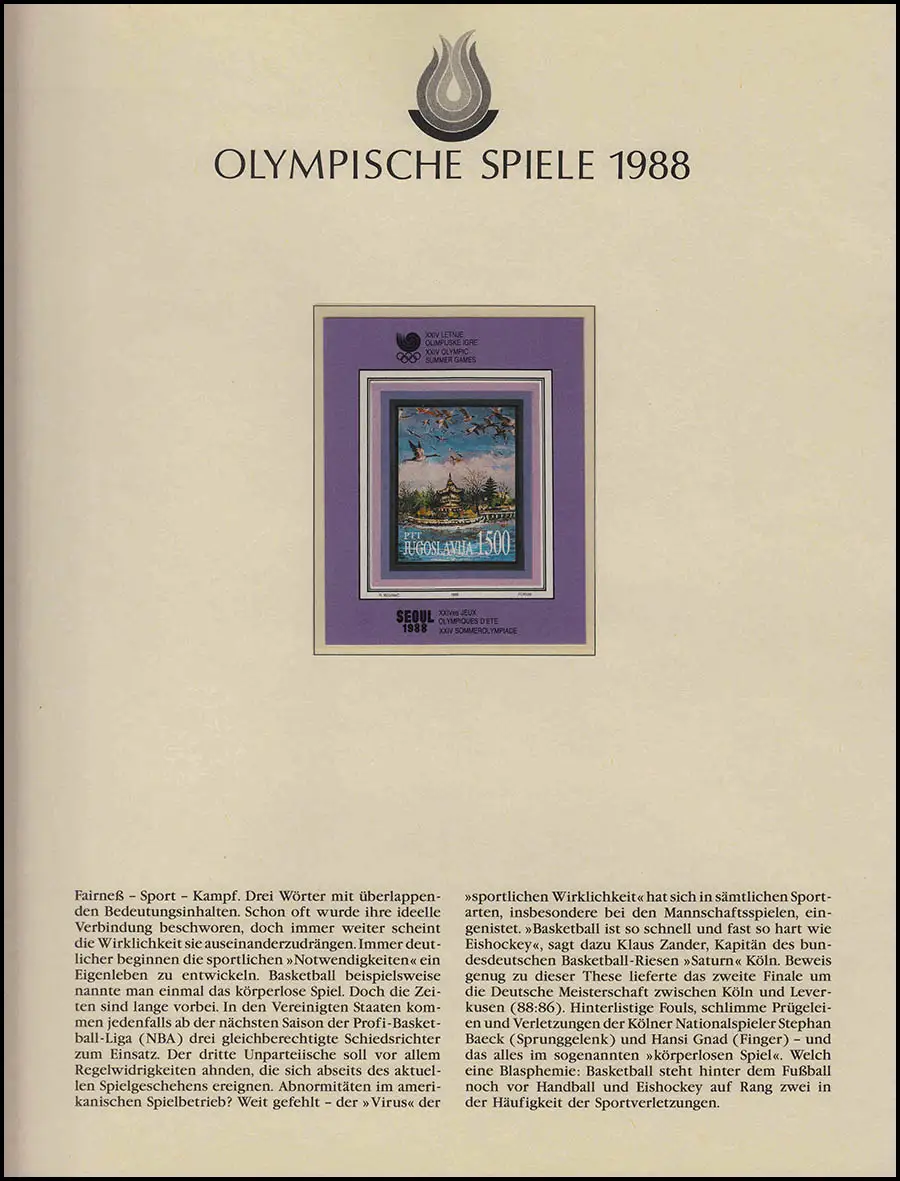 OLYMPISCHE SPIELE 1988
XXIV LETNJE
OLIMPIJSKE IGRE
XXIV OLYMPIC
SUMMER GAMES
PTT
JUGOSLAVIJA 1500
1988
FORUM
SEOUL
1988
XXIVes JEUX
OLYMPIQUES D'ETE
XXIV SOMMEROLYMPIADE
Fairneß – Sport – Kampf. Drei Wörter mit überlappen-
den Bedeutungsinhalten. Schon oft wurde ihre ideelle
Verbindung beschworen, doch immer weiter scheint
die Wirklichkeit sie auseinanderzudrängen. Immer deut-
licher beginnen die sportlichen »Notwendigkeiten« ein
Eigenleben zu entwickeln. Basketball beispielsweise
nannte man einmal das körperlose Spiel. Doch die Zei-
ten sind lange vorbei. In den Vereinigten Staaten kom-
men jedenfalls ab der nächsten Saison der Profi-Basket-
ball-Liga (NBA) drei gleichberechtigte Schiedsrichter
zum Einsatz. Der dritte Unparteiische soll vor allem
Regelwidrigkeiten ahnden, die sich abseits des aktuel-
len Spielgeschehens ereignen. Abnormitäten im ameri-
kanischen Spielbetrieb? Weit gefehlt – der »Virus« der
»sportlichen Wirklichkeit« hat sich in sämtlichen Sport-
arten, insbesondere bei den Mannschaftsspielen, ein-
genistet. »Basketball ist so schnell und fast so hart wie
Eishockey«, sagt dazu Klaus Zander, Kapitän des bun-
desdeutschen Basketball-Riesen »Saturn« Köln. Beweis
genug zu dieser These lieferte das zweite Finale um
die Deutsche Meisterschaft zwischen Köln und Lever-
kusen (88:86). Hinterlistige Fouls, schlimme Prügelei-
en und Verletzungen der Kölner Nationalspieler Stephan
Baeck (Sprunggelenk) und Hansi Gnad (Finger) – und
das alles im sogenannten »körperlosen Spiel«. Welch
eine Blasphemie: Basketball steht hinter dem Fußball
noch vor Handball und Eishockey auf Rang zwei in
der Häufigkeit der Sportverletzungen.